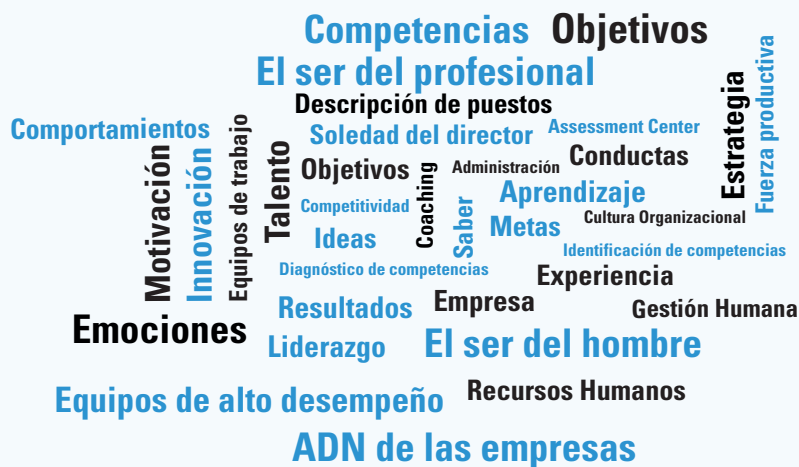 Competencias Objetivos
El ser del profesional
Descripción de puestos
Comportamientos
Soledad del director
Assessment Center
Estrategia
Fuerza productiva
Motivación
Innovación
Equipos de trabajo
Talento
Objetivos
Coaching
Administración
Conductas
Aprendizaje
Competitividad
Saber
Metas
Cultura Organizacional
Ideas
Identificación de competencias
Diagnóstico de competencias
Experiencia
Resultados
Empresa
Gestión Humana
Emociones
Liderazgo
El ser del hombre
Equipos de alto desempeño
Recursos Humanos
ADN de las empresas